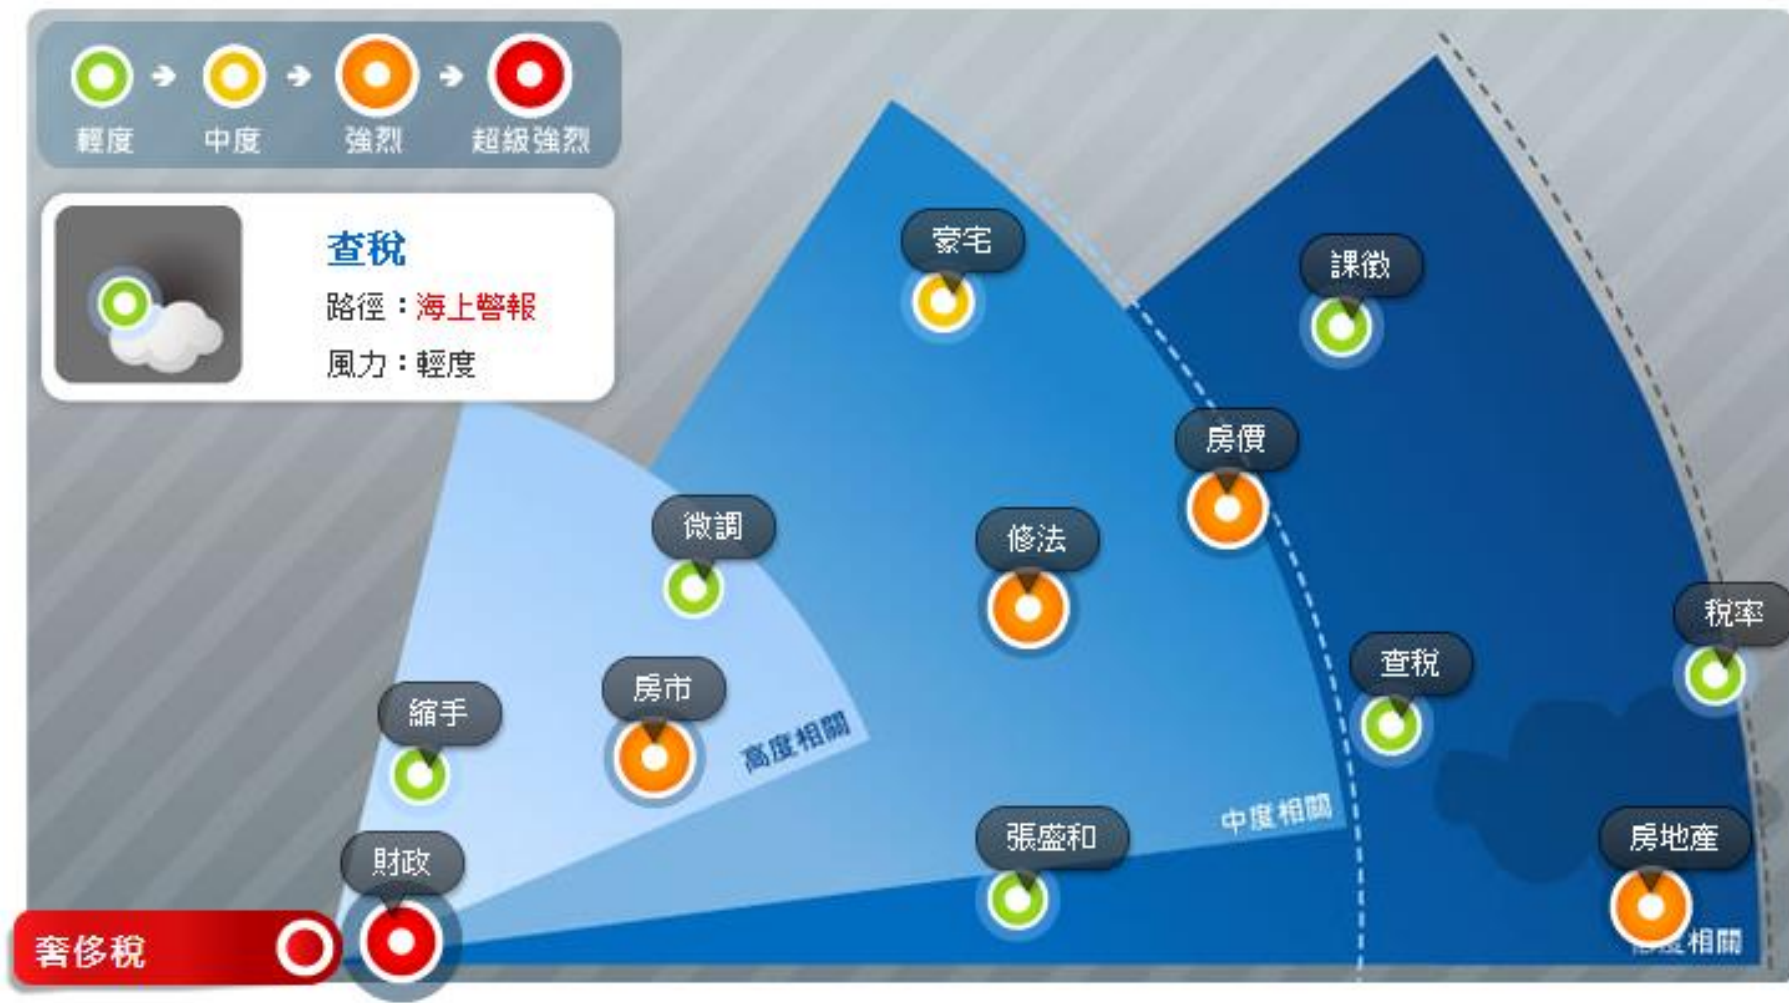 輕度
中度
強烈
超級強烈
查稅
路徑：海上警報
風力：輕度
豪宅
課徵
房價
微調
修法
稅率
查稅
房市
縮手
高度相關
中度相關
張盛和
房地產
財政
相關
奢侈稅